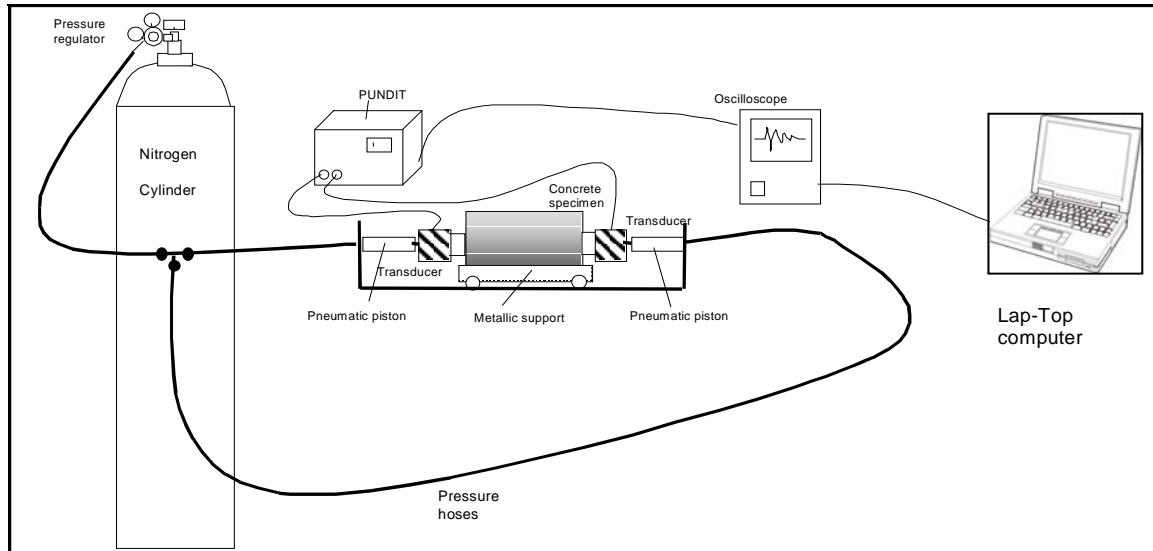 Pressure
regulator
PUNDIT
Oscilloscope
Nitrogen
Cylinder
Concrete
specimen
Transducer
Transducer
Pneumatic piston
Metallic support
Pneumatic piston
Lap-Top
computer
Pressure
hoses